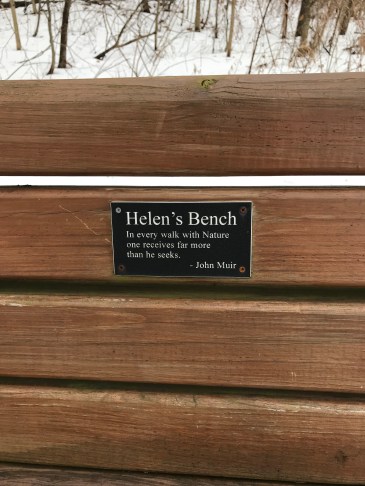 Helen's Bench
In every walk with Nature
one receives far more
than he seeks.
- John Muir